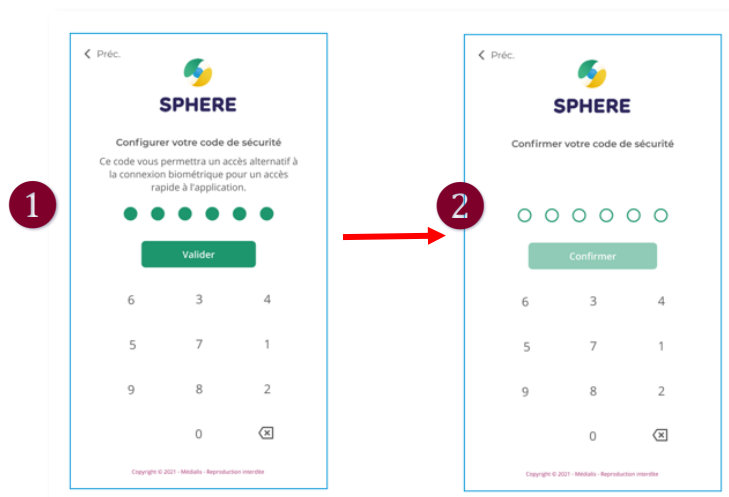 Préc.
SPHERE
Configurer votre code de sécurité
Ce code vous permettra un accès alternatif à
la connexion biométrique pour un accès
rapide à l'application.
1
Valider
6 3 4
5 7 1
9 8 2
0
Copyright © 2021 - Médialis - Reproduction interdite
Préc.
SPHERE
Confirmer votre code de sécurité
2
Confirmer
6 3 4
5 7 1
9 8 2
0
Copyright © 2021 - Médialis - Reproduction interdite